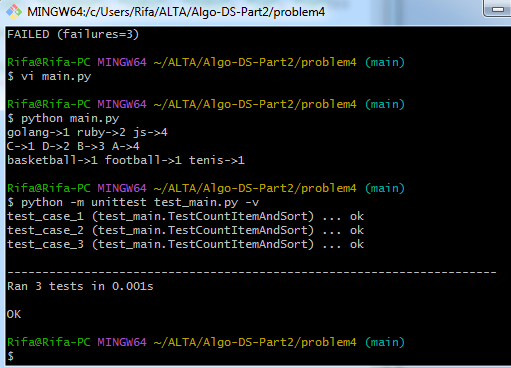 MINGW64:/c/Users/Rifa/ALTA/Algo-DS-Part2/problem4
FAILED (failures=3)
Rifa@Rifa-PC MINGW64 ~/ALTA/Algo-DS-Part2/problem4 (main)
$ vi main.py
Rifa@Rifa-PC MINGW64 ~/ALTA/Algo-DS-Part2/problem4 (main)
$ python main.py
golang->1 ruby->2 js->4
C->1 D->2 B->3 A->4
basketball->1 football->1 tenis->1
Rifa@Rifa-PC MINGW64 ~/ALTA/Algo-DS-Part2/problem4 (main)
$ python -m unittest test_main.py -v
test_case_1 (test_main.TestCountItemAndSort) ... ok
test_case_2 (test_main.TestCountItemAndSort) ... ok
test_case_3 (test_main.TestCountItemAndSort) ... ok
----------------------------------------------------------------------
Ran 3 tests in 0.001s
OK
Rifa@Rifa-PC MINGW64 ~/ALTA/Algo-DS-Part2/problem4 (main)
$